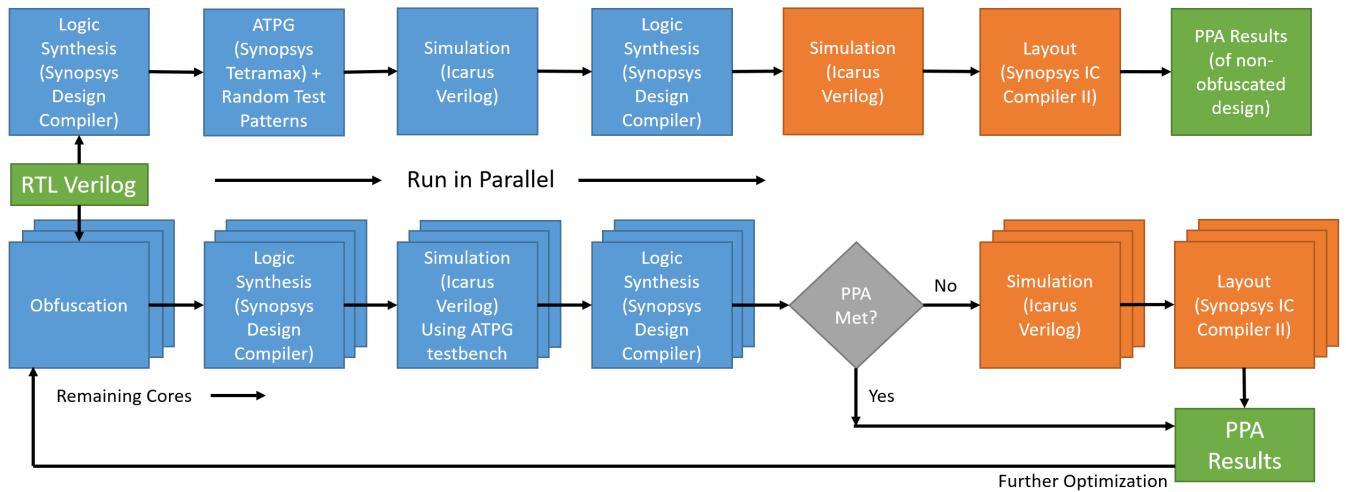 Logic
Synthesis
(Synopsys
Design
Compiler)
ATPG
(Synopsys
Tetramax) +
Random Test
Patterns
Simulation
(Icarus
Verilog)
Logic
Synthesis
(Synopsys
Design
Compiler)
Simulation
(Icarus
Verilog)
Layout
(Synopsys IC
Compiler II)
PPA Results
(of non-
obfuscated
design)
RTL Verilog
Run in Parallel
Obfuscation
Logic
Synthesis
(Synopsys
Design
Compiler)
Simulation
(Icarus
Verilog)
Using ATPG
testbench
Logic
Synthesis
(Synopsys
Design
Compiler)
PPA
Met?
No
Simulation
(Icarus
Verilog)
Layout
(Synopsys IC
Compiler II)
Remaining Cores
Yes
PPA
Results
Further Optimization